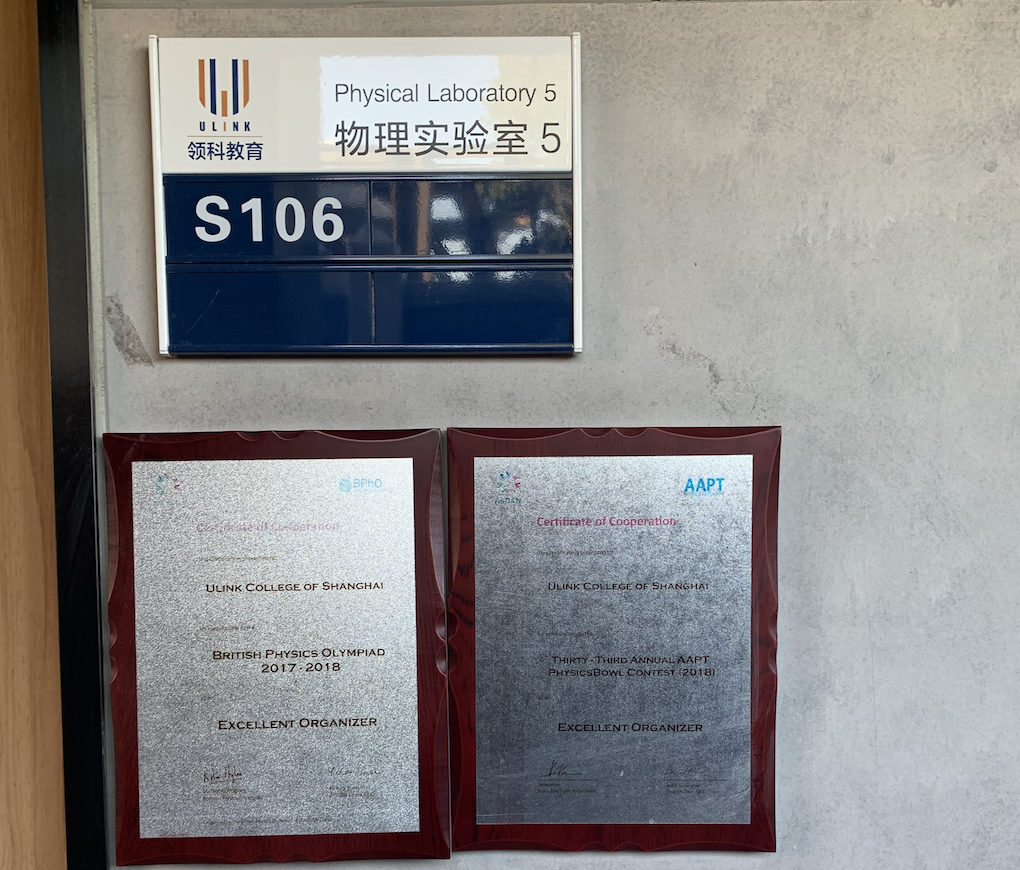 ULINK
领科教育
Physical Laboratory 5
物理实验室 5
S106
BPhO
Certificate of Cooperation
ULINK COLLEGE OF SHANGHAI
BRITISH PHYSICS OLYMPIAD
2017 - 2018
EXCELLENT ORGANIZER
AAPT
Certificate of Cooperation
ULINK COLLEGE OF SHANGHAI
THIRTY - THIRD ANNUAL AAPT
PHYSICSBOWL CONTEST (2018)
EXCELLENT ORGANIZER